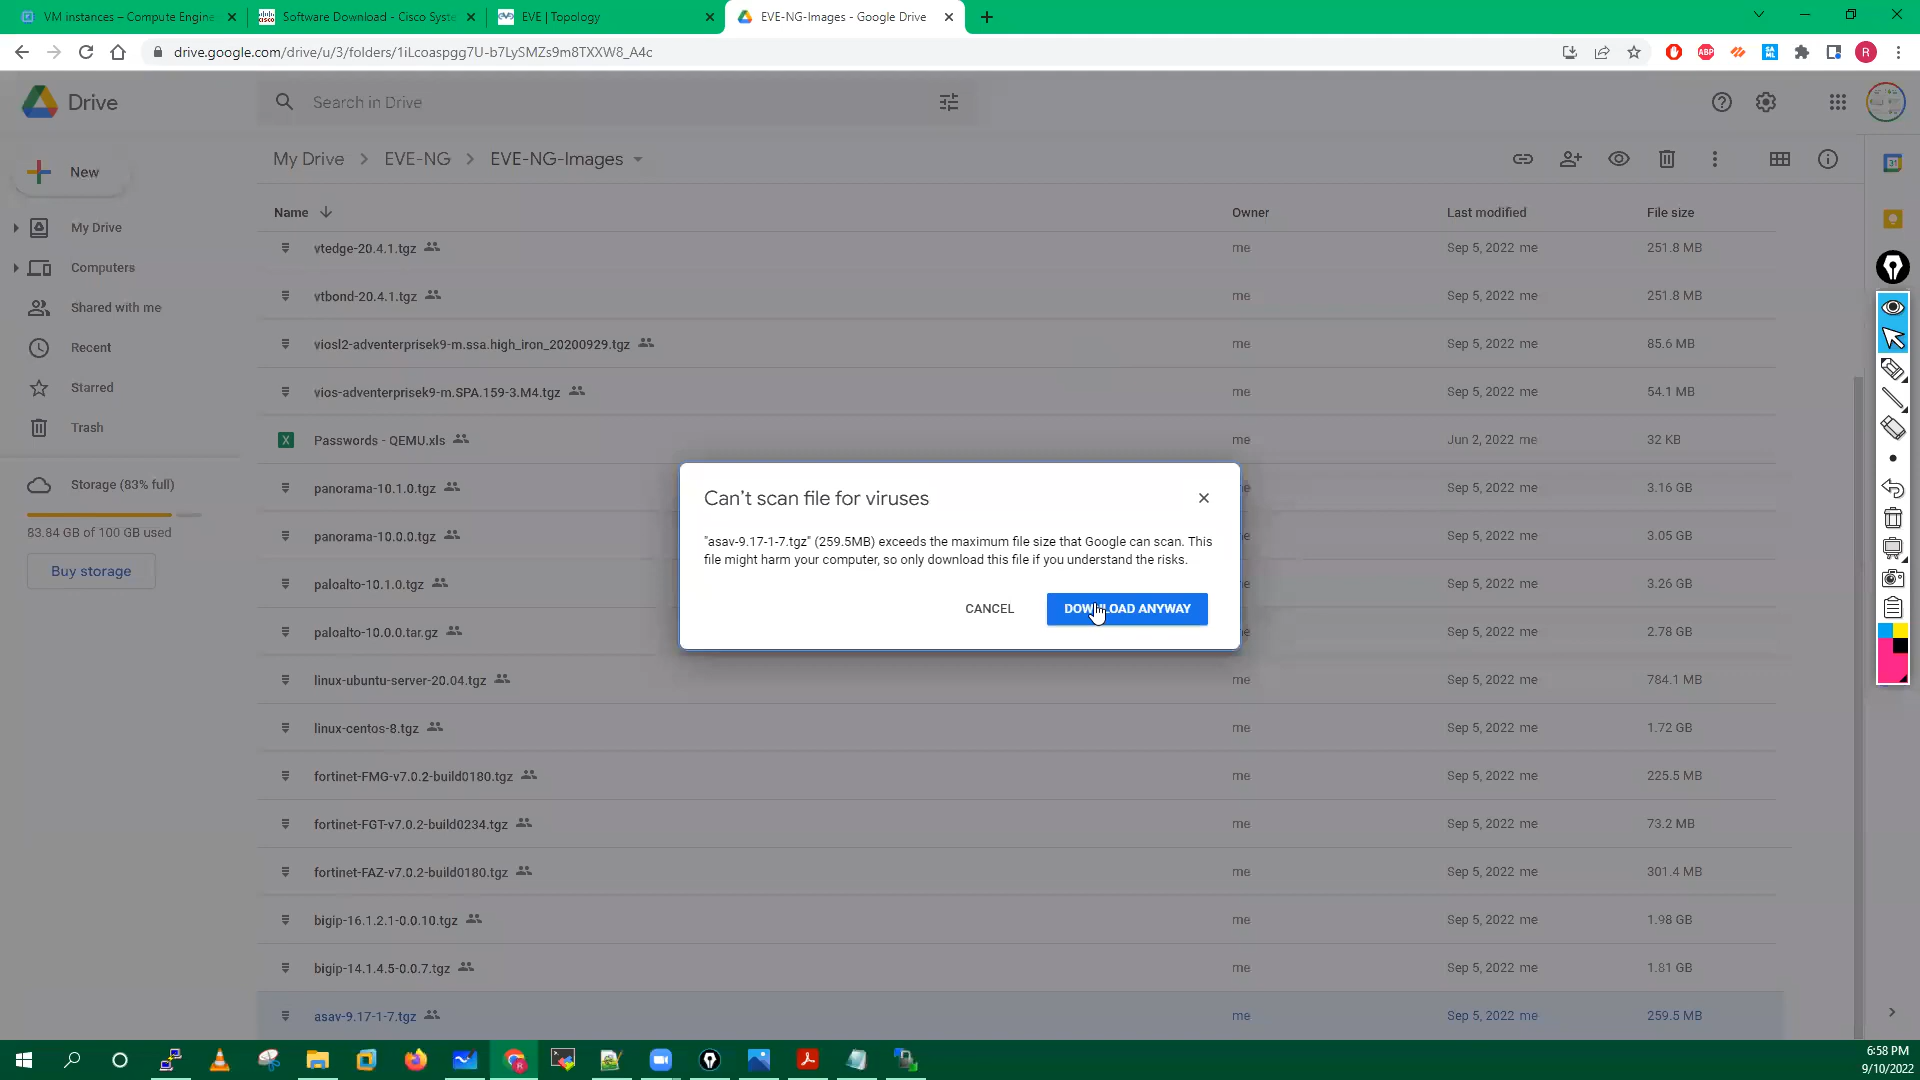 VM instances – Compute Engine
Software Download - Cisco Syste
EVE | Topology
EVE-NG-Images - Google Drive
drive.google.com/drive/u/3/folders/1iLcoaspgg7U-b7LySMZs9m8TXXW8_A4c
ABP
R
Drive
Search in Drive
My Drive
EVE-NG
EVE-NG-Images
New
Name
Owner
Last modified
File size
31
My Drive
Computers
Shared with me
Recent
Starred
Trash
Storage (83% full)
83.84 GB of 100 GB used
Buy storage
vtedge-20.4.1.tgz me Sep 5, 2022 me 251.8 MB
vtbond-20.4.1.tgz me Sep 5, 2022 me 251.8 MB
viosl2-adventerprisek9-m.ssa.high_iron_20200929.tgz me Sep 5, 2022 me 85.6 MB
vios-adventerprisek9-m.SPA.159-3.M4.tgz me Sep 5, 2022 me 54.1 MB
X Passwords - QEMU.xls me Jun 2, 2022 me 32 KB
panorama-10.1.0.tgz Sep 5, 2022 me 3.16 GB
panorama-10.0.0.tgz Sep 5, 2022 me 3.05 GB
paloalto-10.1.0.tgz Sep 5, 2022 me 3.26 GB
paloalto-10.0.0.tar.gz Sep 5, 2022 me 2.78 GB
linux-ubuntu-server-20.04.tgz me Sep 5, 2022 me 784.1 MB
linux-centos-8.tgz me Sep 5, 2022 me 1.72 GB
fortinet-FMG-v7.0.2-build0180.tgz me Sep 5, 2022 me 225.5 MB
fortinet-FGT-v7.0.2-build0234.tgz me Sep 5, 2022 me 73.2 MB
fortinet-FAZ-v7.0.2-build0180.tgz me Sep 5, 2022 me 301.4 MB
bigip-16.1.2.1-0.0.10.tgz me Sep 5, 2022 me 1.98 GB
bigip-14.1.4.5-0.0.7.tgz me Sep 5, 2022 me 1.81 GB
asav-9.17-1-7.tgz me Sep 5, 2022 me 259.5 MB
Can't scan file for viruses
"asav-9.17-1-7.tgz" (259.5MB) exceeds the maximum file size that Google can scan. This
file might harm your computer, so only download this file if you understand the risks.
CANCEL
DOWNLOAD ANYWAY
6:58 PM
9/10/2022